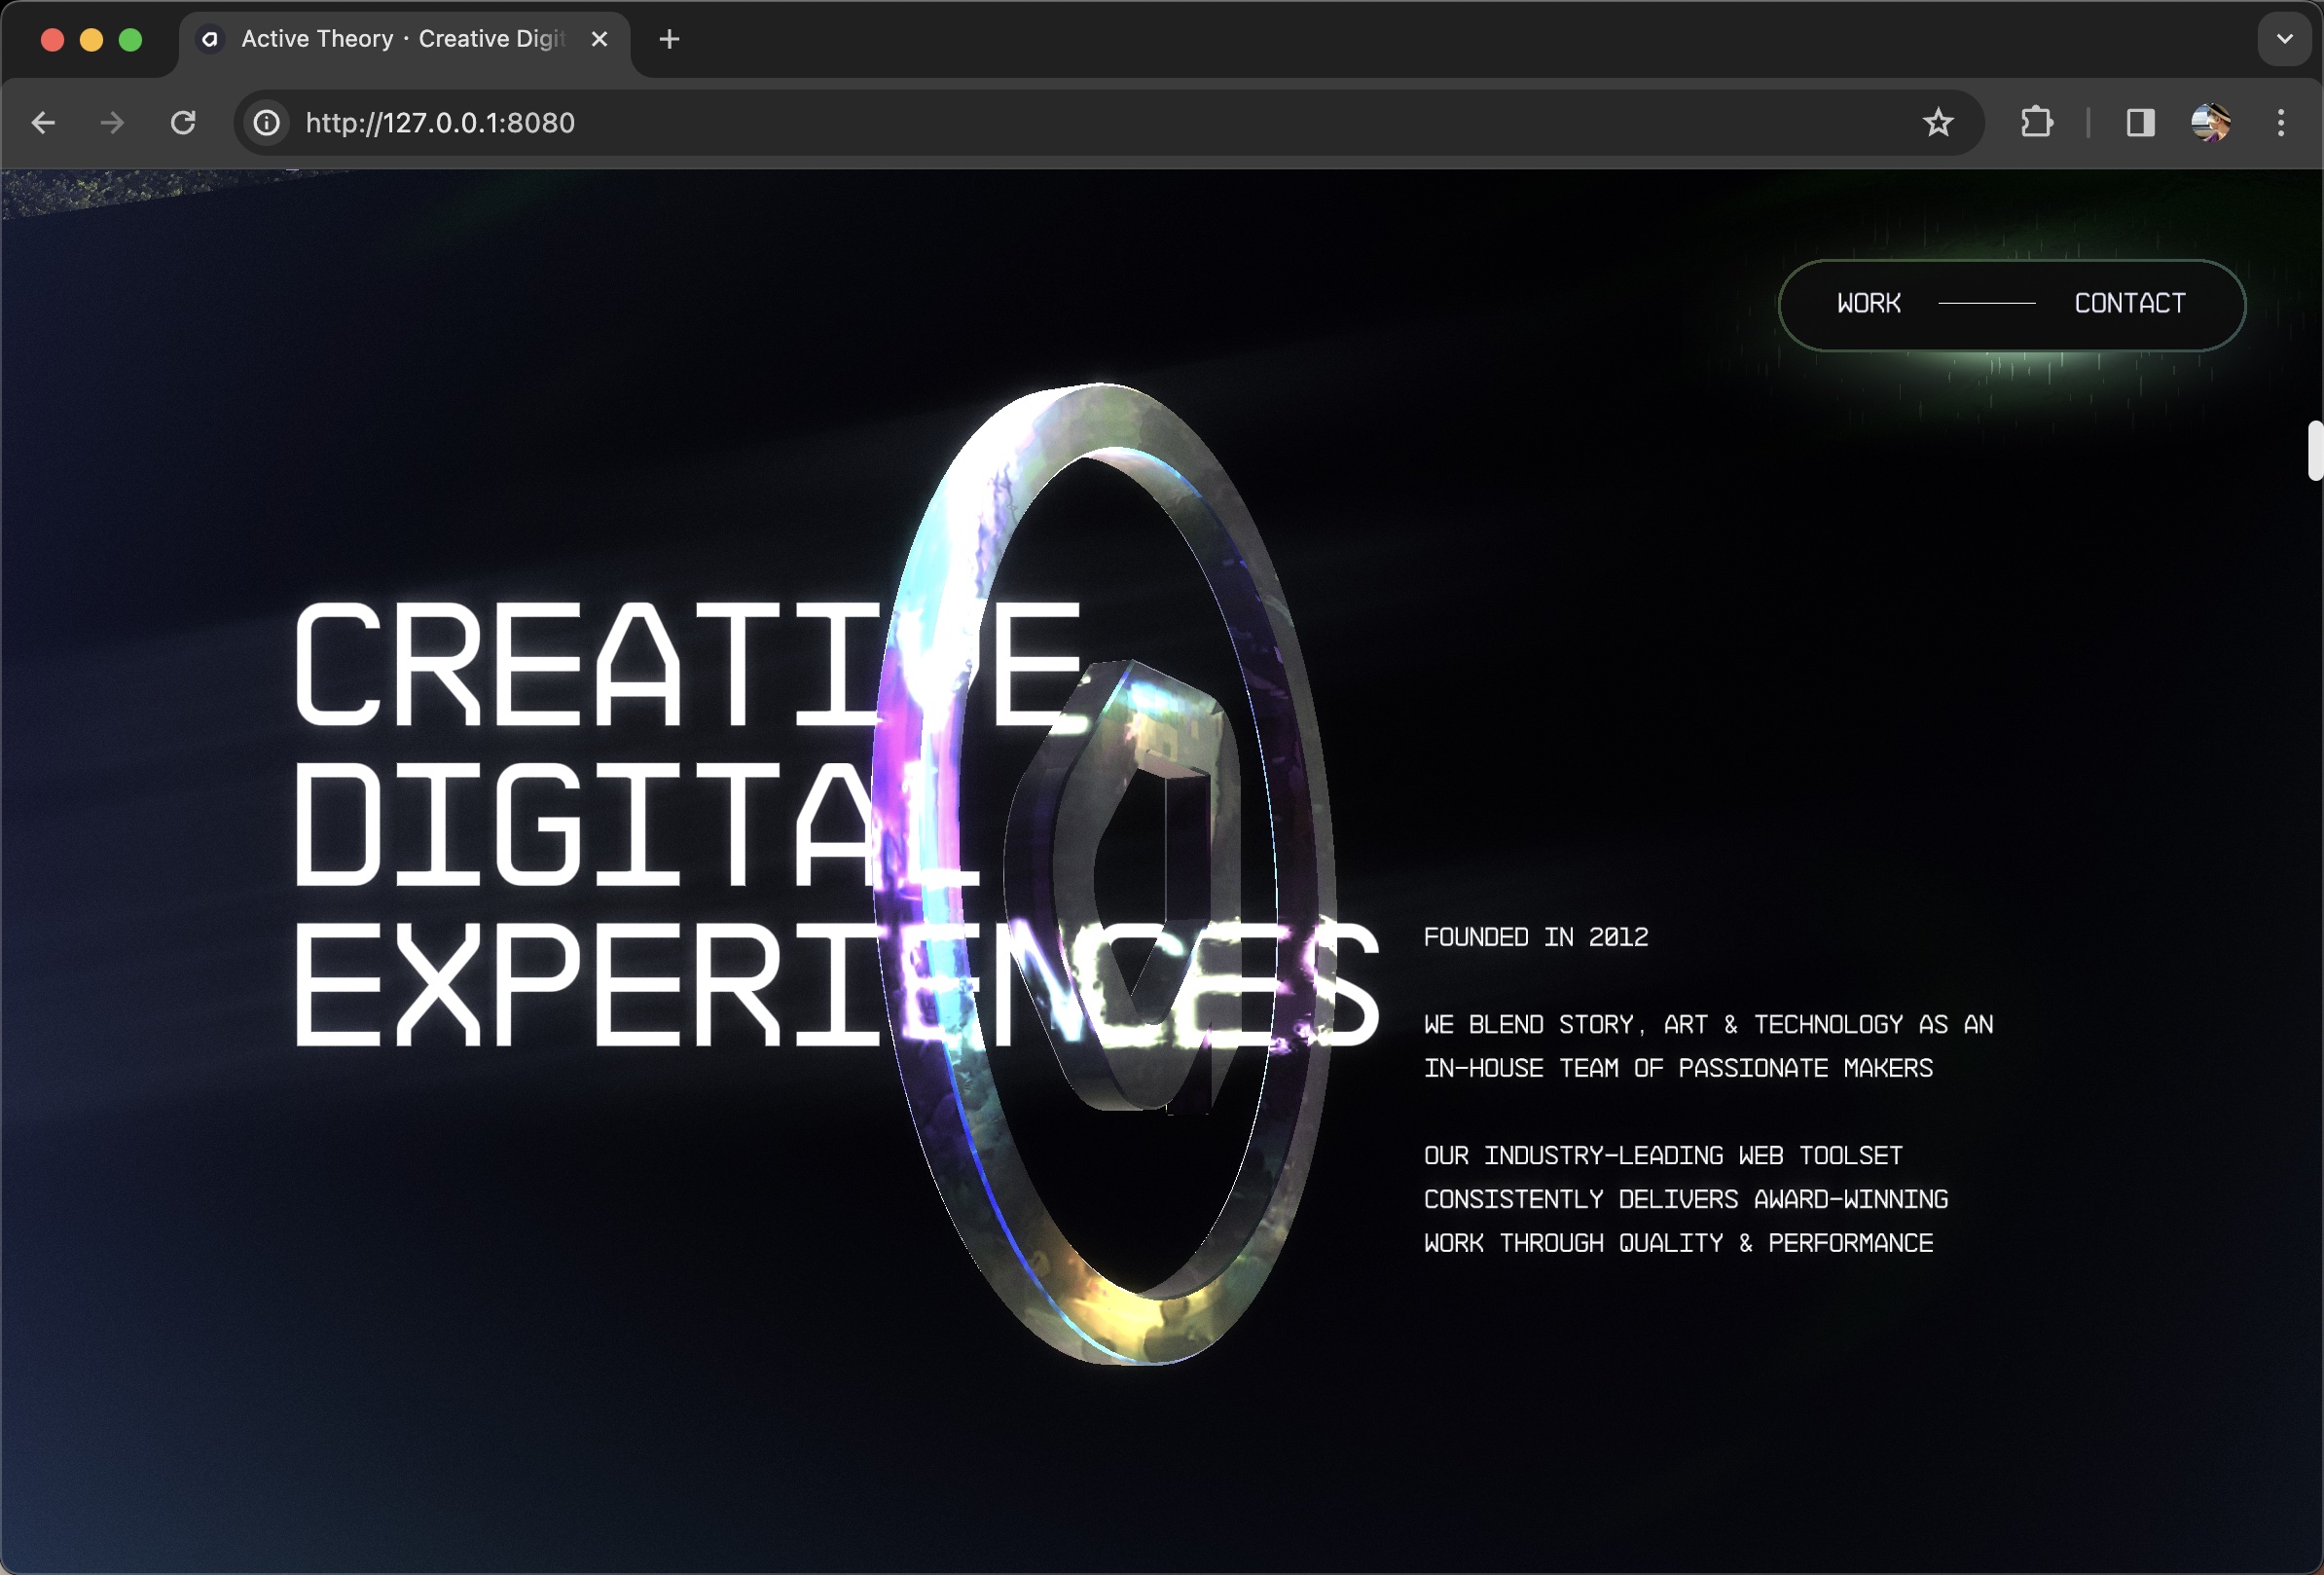 Active Theory · Creative Digit
http://127.0.0.1:8080
WORK CONTACT
CREATIVE
DIGITAL
EXPERIENCES
FOUNDED IN 2012
WE BLEND STORY, ART & TECHNOLOGY AS AN
IN-HOUSE TEAM OF PASSIONATE MAKERS
OUR INDUSTRY-LEADING WEB TOOLSET
CONSISTENTLY DELIVERS AWARD-WINNING
WORK THROUGH QUALITY & PERFORMANCE